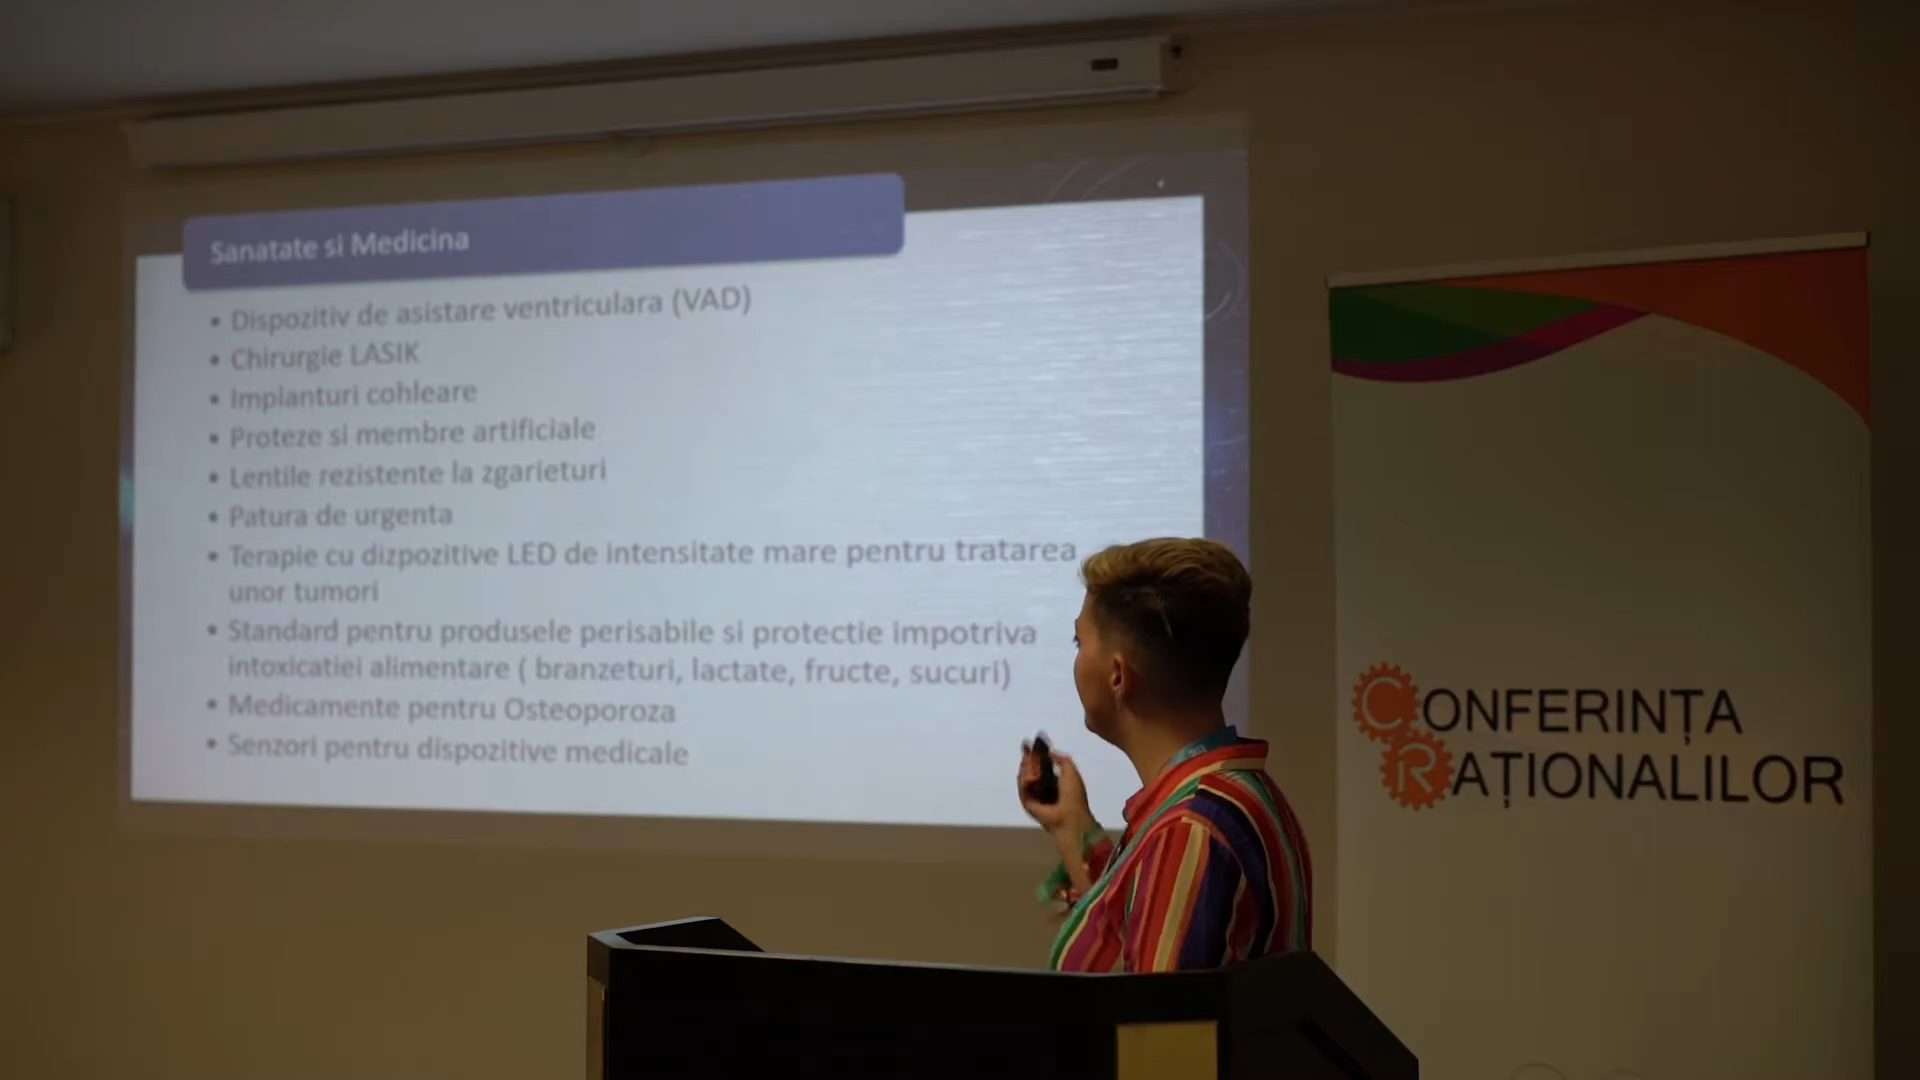 Sanatate si Medicina
• Dispozitiv de asistare ventriculara (VAD)
• Chirurgie LASIK
• Implanturi cohleare
• Proteze si membre artificiale
• Lentile rezistente la zgarieturi
• Patura de urgenta
• Terapie cu dizpozitive LED de intensitate mare pentru tratarea
unor tumori
• Standard pentru produsele perisabile si protectie impotriva
intoxicatiei alimentare ( branzeturi, lactate, fructe, sucuri)
• Medicamente pentru Osteoporoza
• Senzori pentru dispozitive medicale
CONFERINȚA
RAȚIONALILOR